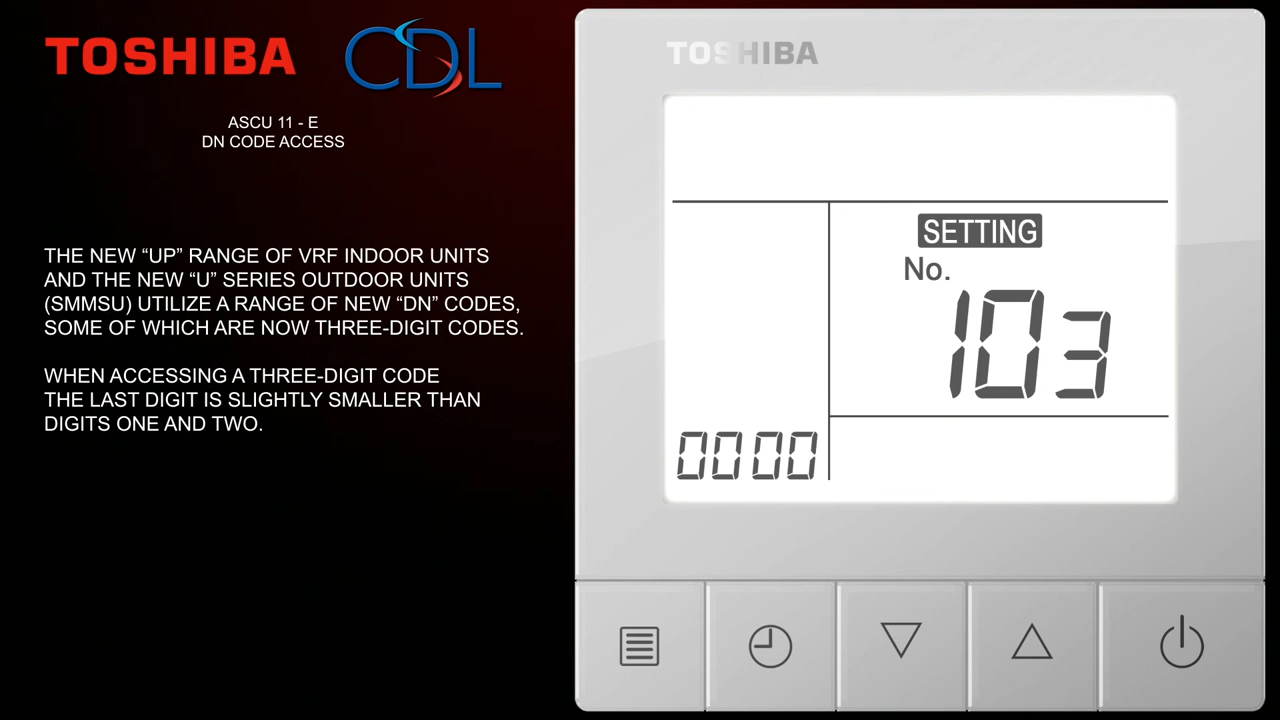 TOSHIBA CDL
ASCU 11 - E
DN CODE ACCESS
THE NEW “UP” RANGE OF VRF INDOOR UNITS
AND THE NEW “U” SERIES OUTDOOR UNITS
(SMMSU) UTILIZE A RANGE OF NEW “DN” CODES,
SOME OF WHICH ARE NOW THREE-DIGIT CODES.
WHEN ACCESSING A THREE-DIGIT CODE
THE LAST DIGIT IS SLIGHTLY SMALLER THAN
DIGITS ONE AND TWO.
TOSHIBA
SETTING
No.
103
0000